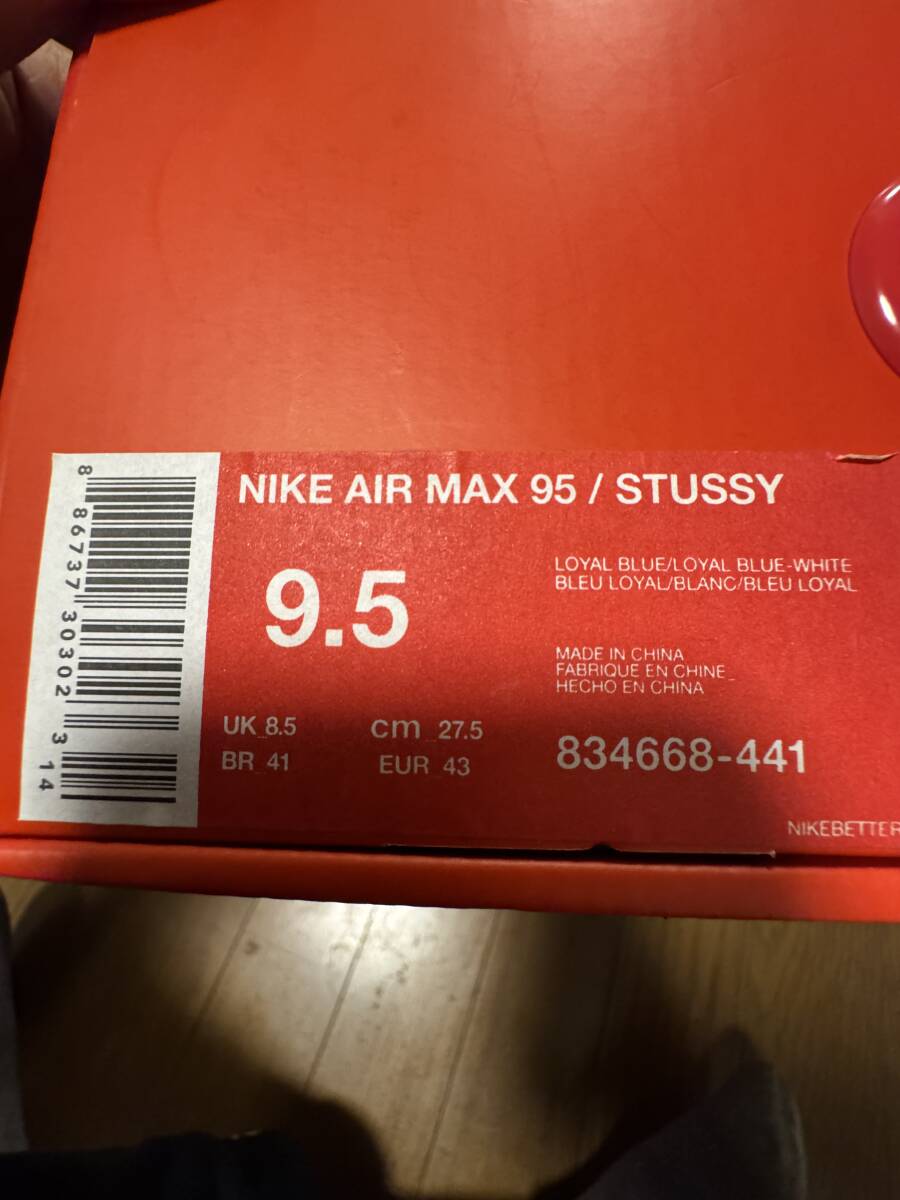 NIKE AIR MAX 95 / STUSSY
9.5
LOYAL BLUE/LOYAL BLUE-WHITE
BLEU LOYAL/BLANC/BLEU LOYAL
MADE IN CHINA
FABRIQUE EN CHINE
HECHO EN CHINA
UK 8.5
cm 27.5
BR 41
EUR 43
834668-441
NIKEBETTER
8 86737 30302 3 14